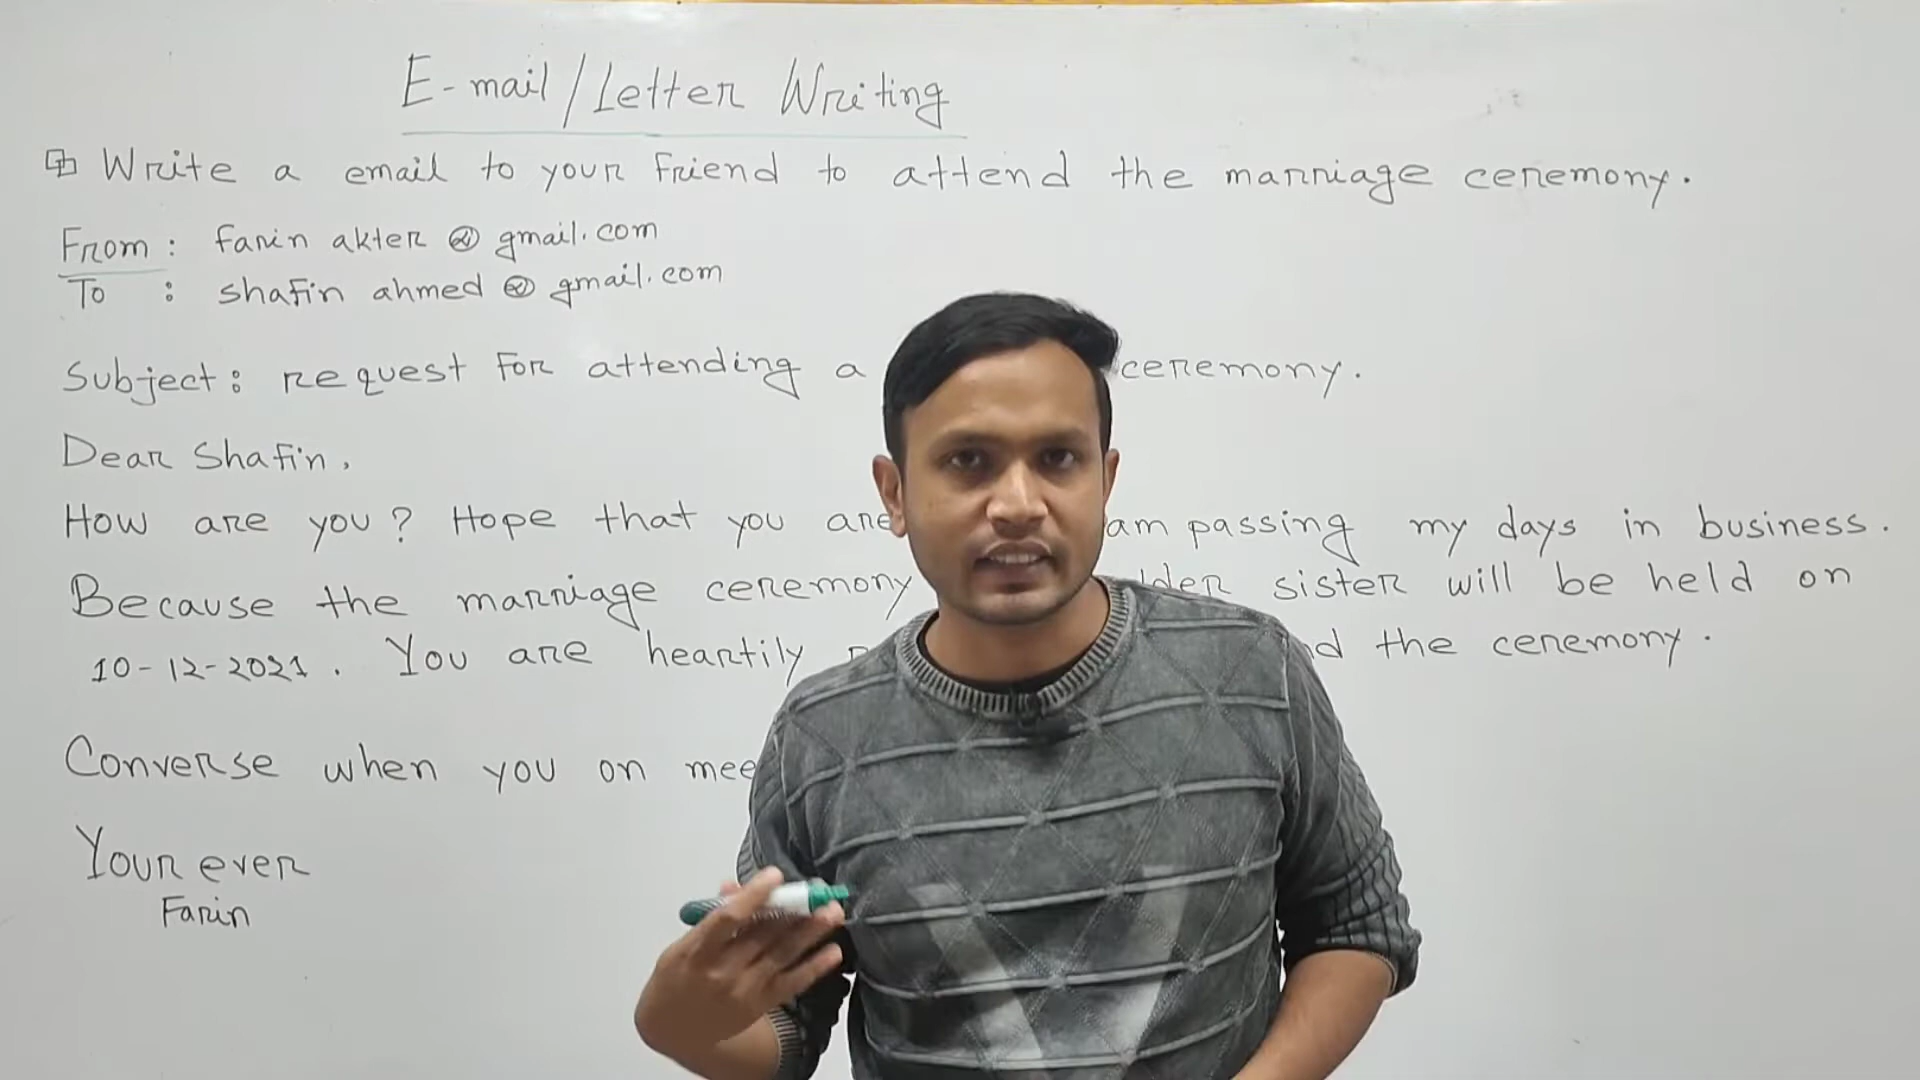 E-mail/Letter Writing
Write a email to your friend to attend the marriage ceremony.
From : farin akter @ gmail.com
To : shafin ahmed @ gmail.com
Subject: request for attending a ceremony.
Dear Shafin,
How are you? Hope that you are am passing my days in business.
Because the marriage ceremony sister will be held on
10-12-2021. You are heartily the ceremony.
Converse when you on
Your ever
Farin